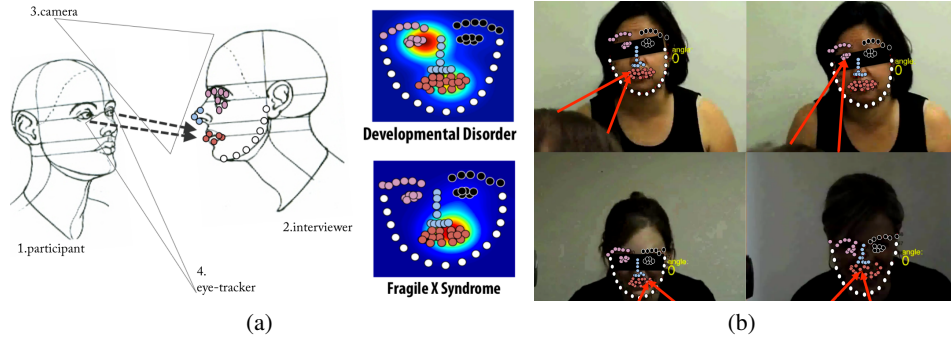 3.camera
1.participant
2.interviewer
4.
eye-tracker
Developmental Disorder
Fragile X Syndrome
(a)
angle:
0
angle:
0
angle:
0
angle:
0
(b)